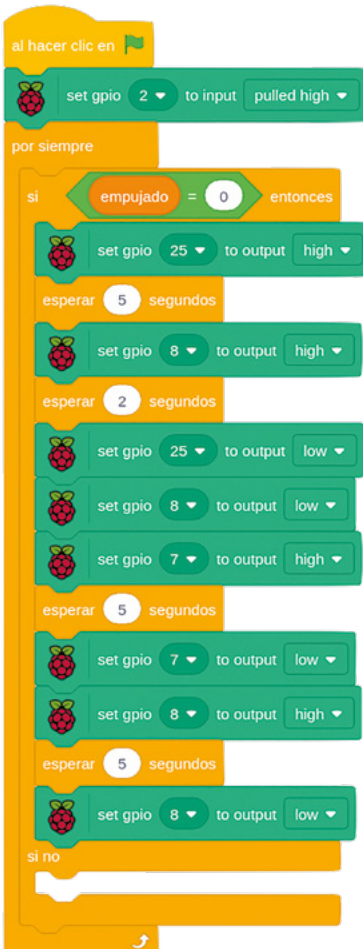 al hacer clic en
set gpio 2 to input pulled high
por siempre
si empujado = 0 entonces
set gpio 25 to output high
esperar 5 segundos
set gpio 8 to output high
esperar 2 segundos
set gpio 25 to output low
set gpio 8 to output low
set gpio 7 to output high
esperar 5 segundos
set gpio 7 to output low
set gpio 8 to output high
esperar 5 segundos
set gpio 8 to output low
si no